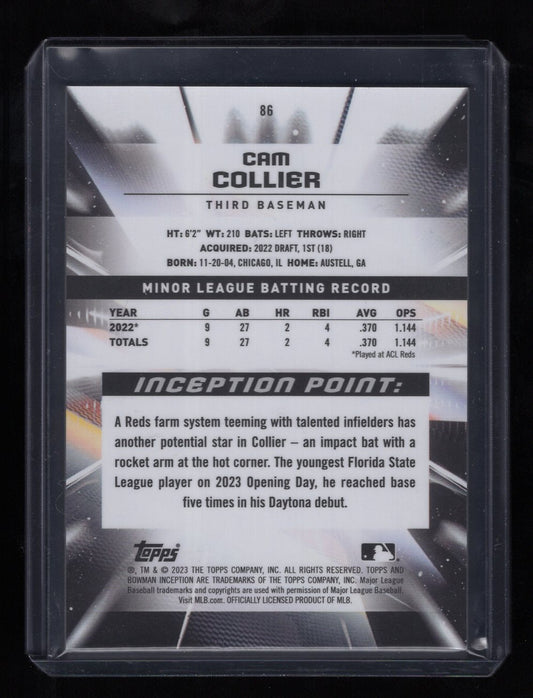 86
CAM
COLLIER
THIRD BASEMAN
HT: 6'2" WT: 210 BATS: LEFT THROWS: RIGHT
ACQUIRED: 2022 DRAFT, 1ST (18)
BORN: 11-20-04, CHICAGO, IL HOME: AUSTELL, GA
MINOR LEAGUE BATTING RECORD
YEAR G AB HR RBI AVG OPS
2022* 9 27 2 4 .370 1.144
TOTALS 9 27 2 4 .370 1.144
*Played at ACL Reds
INCEPTION POINT:
A Reds farm system teeming with talented infielders has
another potential star in Collier – an impact bat with a
rocket arm at the hot corner. The youngest Florida State
League player on 2023 Opening Day, he reached base
five times in his Daytona debut.
Topps
®, TM & © 2023 THE TOPPS COMPANY, INC. ALL RIGHTS RESERVED. TOPPS AND
BOWMAN INCEPTION ARE TRADEMARKS OF THE TOPPS COMPANY, INC. Major League
Baseball trademarks and copyrights are used with permission of Major League Baseball.
Visit MLB.com. OFFICIALLY LICENSED PRODUCT OF MLB.